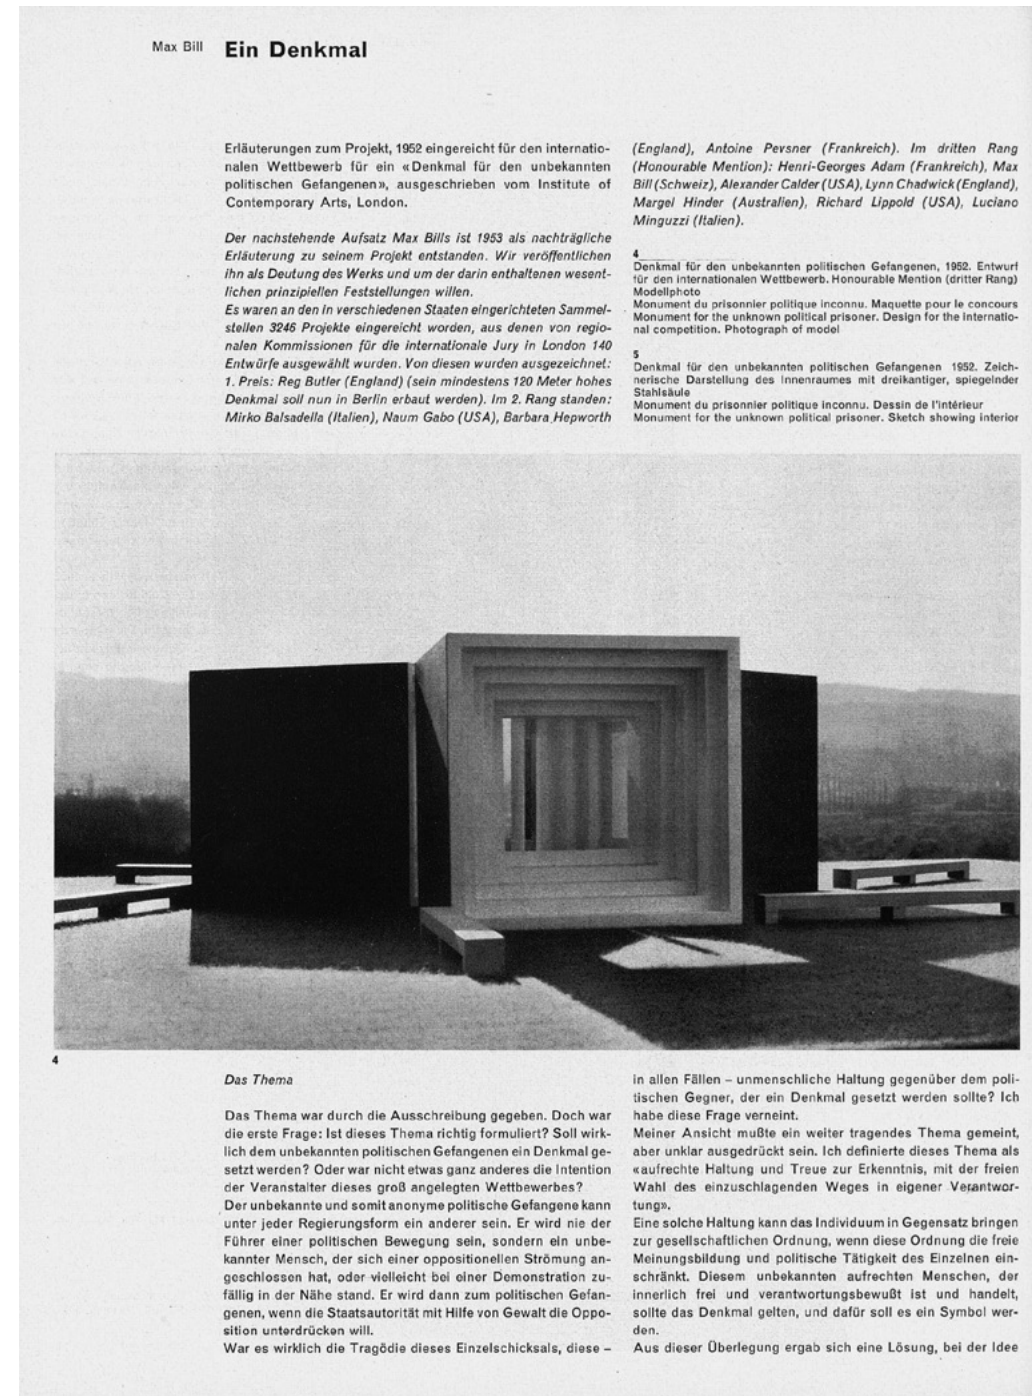 Max Bill Ein Denkmal
Erläuterungen zum Projekt, 1952 eingereicht für den internatio-
nalen Wettbewerb für ein «Denkmal für den unbekannten
politischen Gefangenen», ausgeschrieben vom Institute of
Contemporary Arts, London.
Der nachstehende Aufsatz Max Bills ist 1953 als nachträgliche
Erläuterung zu seinem Projekt entstanden. Wir veröffentlichen
ihn als Deutung des Werks und um der darin enthaltenen wesent-
lichen prinzipiellen Feststellungen willen.
Es waren an den in verschiedenen Staaten eingerichteten Sammel-
stellen 3246 Projekte eingereicht worden, aus denen von regio-
nalen Kommissionen für die internationale Jury in London 140
Entwürfe ausgewählt wurden. Von diesen wurden ausgezeichnet:
1. Preis: Reg Butler (England) (sein mindestens 120 Meter hohes
Denkmal soll nun in Berlin erbaut werden). Im 2. Rang standen:
Mirko Balsadella (Italien), Naum Gabo (USA), Barbara Hepworth
(England), Antoine Pevsner (Frankreich). Im dritten Rang
(Honourable Mention): Henri-Georges Adam (Frankreich), Max
Bill (Schweiz), Alexander Calder (USA), Lynn Chadwick (England),
Margel Hinder (Australien), Richard Lippold (USA), Luciano
Minguzzi (Italien).
4
Denkmal für den unbekannten politischen Gefangenen, 1952. Entwurf
für den internationalen Wettbewerb. Honourable Mention (dritter Rang)
Modellphoto
Monument du prisonnier politique inconnu. Maquette pour le concours
Monument for the unknown political prisoner. Design for the internatio-
nal competition. Photograph of model
5
Denkmal für den unbekannten politischen Gefangenen 1952. Zeich-
nerische Darstellung des Innenraumes mit dreikantiger, spiegelnder
Stahlsäule
Monument du prisonnier politique inconnu. Dessin de l'intérieur
Monument for the unknown political prisoner. Sketch showing interior
4
Das Thema
Das Thema war durch die Ausschreibung gegeben. Doch war
die erste Frage: Ist dieses Thema richtig formuliert? Soll wirk-
lich dem unbekannten politischen Gefangenen ein Denkmal ge-
setzt werden? Oder war nicht etwas ganz anderes die Intention
der Veranstalter dieses groß angelegten Wettbewerbes?
Der unbekannte und somit anonyme politische Gefangene kann
unter jeder Regierungsform ein anderer sein. Er wird nie der
Führer einer politischen Bewegung sein, sondern ein unbe-
kannter Mensch, der sich einer oppositionellen Strömung an-
geschlossen hat, oder vielleicht bei einer Demonstration zu-
fällig in der Nähe stand. Er wird dann zum politischen Gefan-
genen, wenn die Staatsautorität mit Hilfe von Gewalt die Oppo-
sition unterdrücken will.
War es wirklich die Tragödie dieses Einzelschicksals, diese –
in allen Fällen – unmenschliche Haltung gegenüber dem poli-
tischen Gegner, der ein Denkmal gesetzt werden sollte? Ich
habe diese Frage verneint.
Meiner Ansicht mußte ein weiter tragendes Thema gemeint,
aber unklar ausgedrückt sein. Ich definierte dieses Thema als
«aufrechte Haltung und Treue zur Erkenntnis, mit der freien
Wahl des einzuschlagenden Weges in eigener Verantwor-
tung».
Eine solche Haltung kann das Individuum in Gegensatz bringen
zur gesellschaftlichen Ordnung, wenn diese Ordnung die freie
Meinungsbildung und politische Tätigkeit des Einzelnen ein-
schränkt. Diesem unbekannten aufrechten Menschen, der
innerlich frei und verantwortungsbewußt ist und handelt,
sollte das Denkmal gelten, und dafür soll es ein Symbol wer-
den.
Aus dieser Überlegung ergab sich eine Lösung, bei der Idee